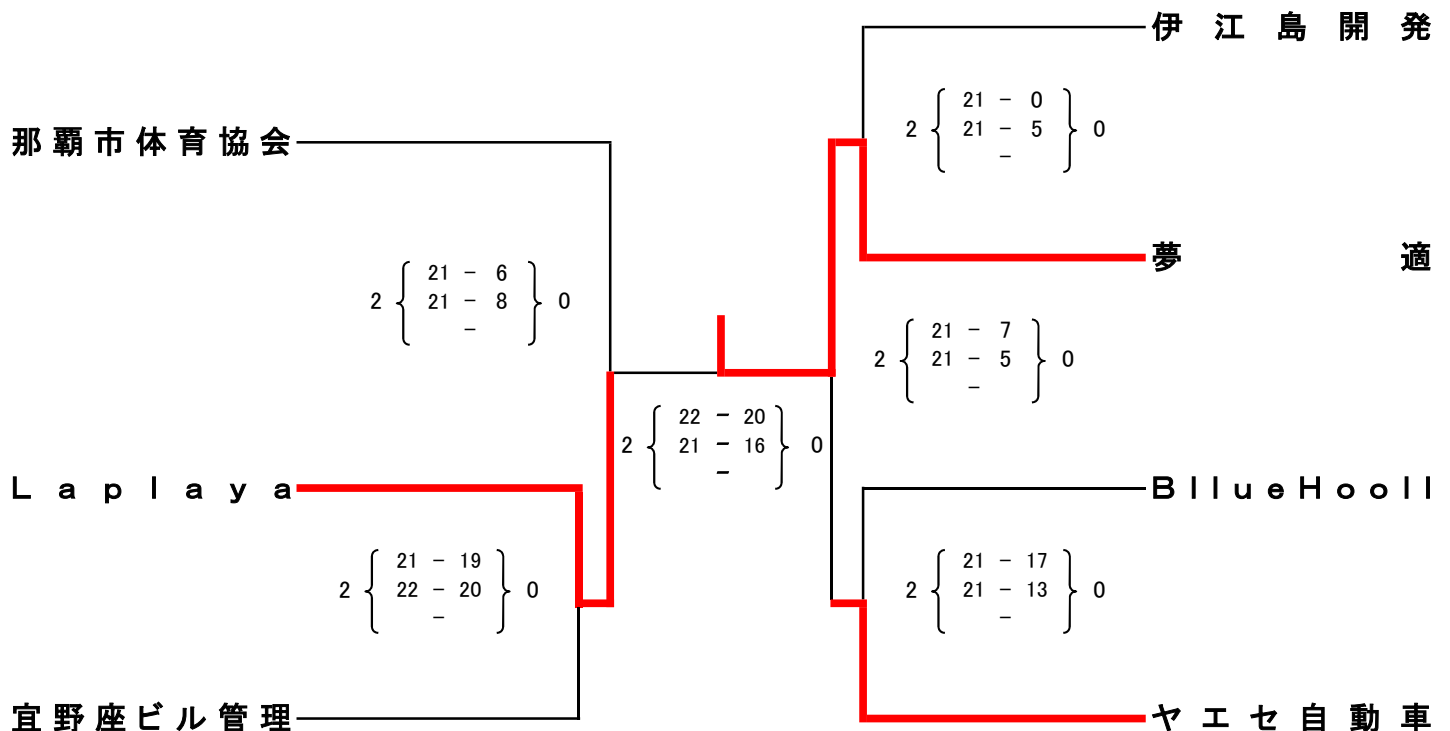 伊江島開発
21 - 0
2 21 - 5 0
-
那覇市体育協会
夢適
21 - 6
2 21 - 8 0
-
21 - 7
2 21 - 5 0
-
22 - 20
2 21 - 16 0
-
Laplaya
BllueHooll
21 - 19
2 22 - 20 0
-
21 - 17
2 21 - 13 0
-
宜野座ビル管理
ヤエセ自動車